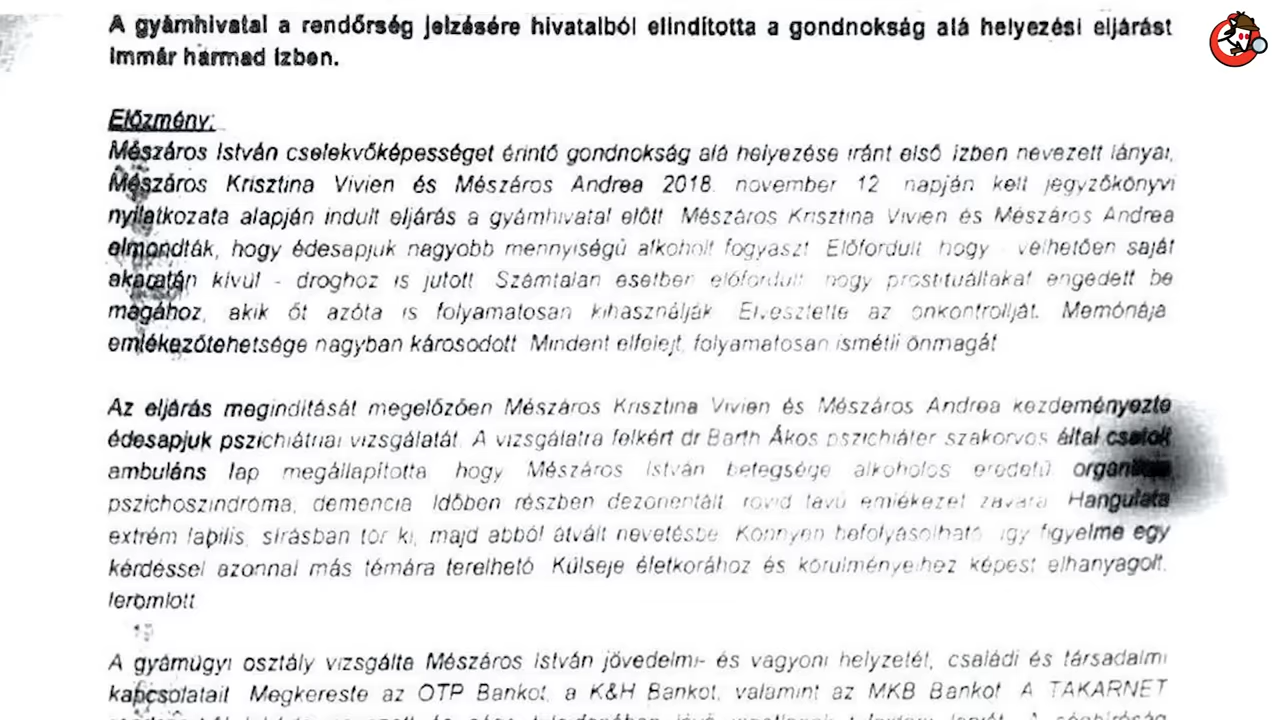 A gyámhivatal a rendőrség jelzésére hivatalból elindította a gondnokság alá helyezési eljárást
immár harmad ízben.
Előzmény:
Mészáros István cselekvőképességet érintő gondnokság alá helyezése iránt első ízben nevezett lányai,
Mészáros Krisztina Vivien és Mészáros Andrea 2018. november 12 napján kelt jegyzőkönyvi
nyilatkozata alapján indult eljárás a gyámhivatal előtt Mészáros Krisztina Vivien és Mészáros Andrea
elmondták, hogy édesapjuk nagyobb mennyiségű alkoholt fogyaszt Előfordult hogy - vélhetően saját
akaratán kívül - droghoz is jutott Számtalan esetben előfordult hogy prostituáltakat engedett be
magához, akik őt azóta is folyamatosan kihasználják Elvesztette az önkontrollját. Memóriája
emlékezőtehetsége nagyban károsodott Mindent elfelejt, folyamatosan ismétli önmagát
Az eljárás megindítását megelőzően Mészáros Krisztina Vivien és Mészáros Andrea kezdeményezte
édesapjuk pszichiátriai vizsgálatát. A vizsgálatra felkért dr Barth Ákos pszichiáter szakorvos által csatolt
ambuláns lap megállapította hogy Mészáros István betegsége alkoholos eredetű
pszichoszindróma, demencia Időben részben dezorientált rövid távú emlékezet zavara Hangulata
extrém labilis, sírásban tör ki, majd abból átvált nevetésbe Könnyen befolyásolható, így figyelme egy
kérdéssel azonnal más témára terelhető Külseje életkorához és körülményeihez képest elhanyagolt,
leromlott
A gyámügyi osztály vizsgálta Mészáros István jövedelmi- és vagyoni helyzetét, családi és társadalmi
kapcsolatait Megkereste az OTP Bankot, a K&H Bankot, valamint az MKB Bankot A TAKARNET